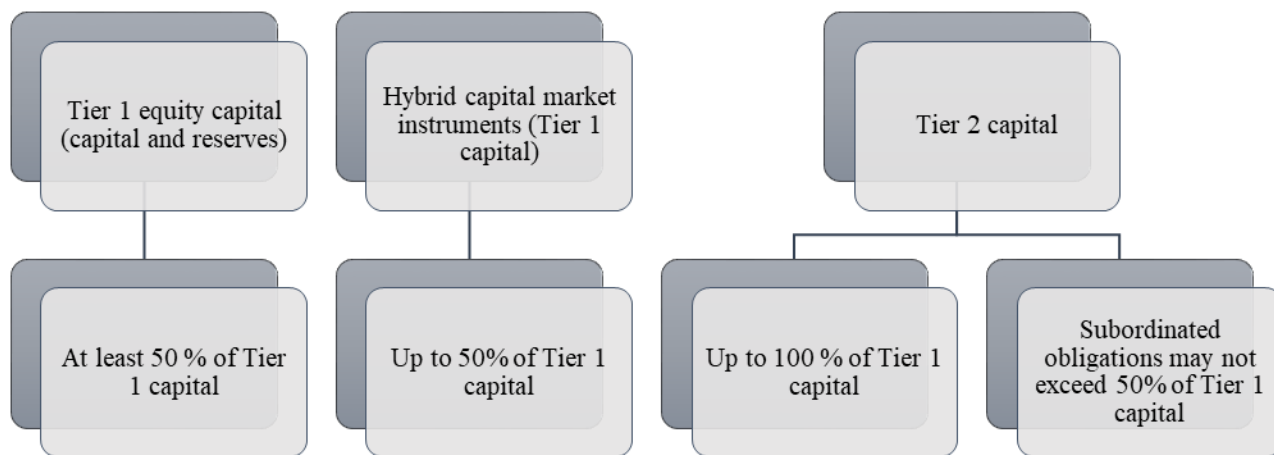 Tier 1 equity capital
(capital and reserves)
Hybrid capital market
instruments (Tier 1
capital)
Tier 2 capital
At least 50 % of Tier
1 capital
Up to 50% of Tier 1
capital
Up to 100 % of Tier 1
capital
Subordinated
obligations may not
exceed 50% of Tier 1
capital